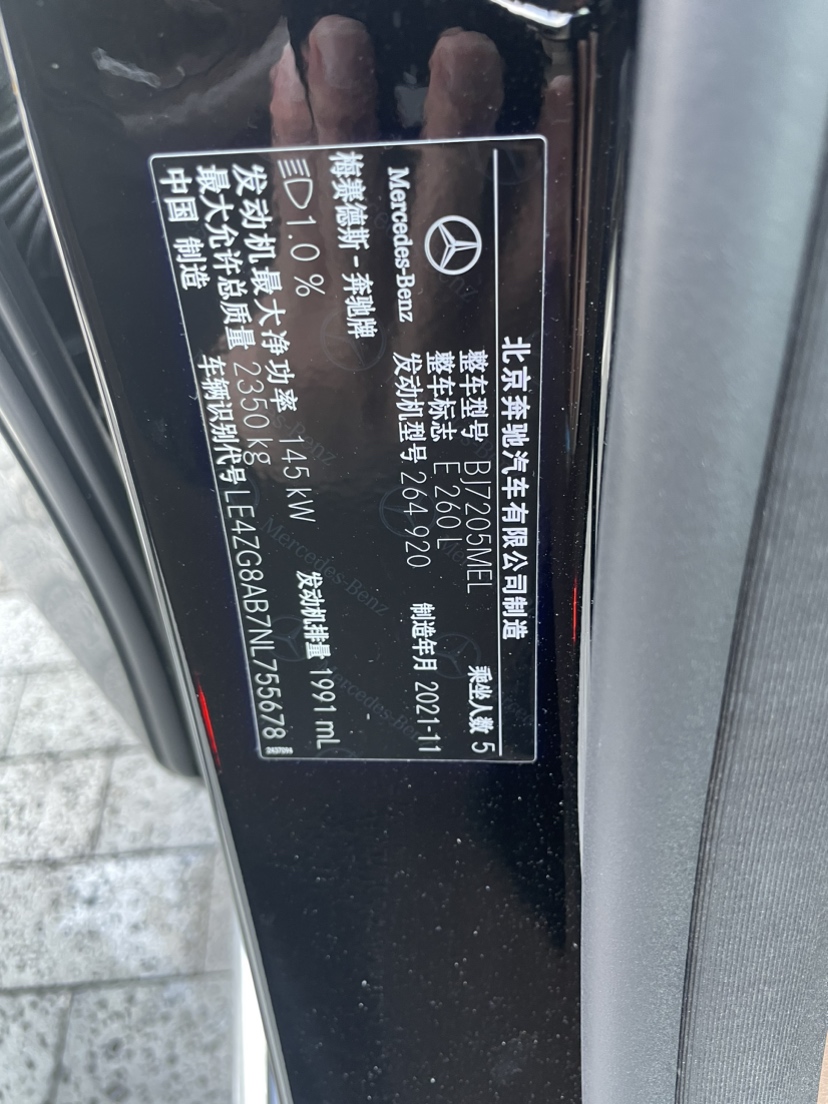 北京奔驰汽车有限公司制造
Mercedes-Benz
整车型号 BJ7205MEL 乘坐人数 5
整车标志 E 260 L
发动机型号 264 920 制造年月 2021-11
梅赛德斯-奔驰牌
1.0 % 发动机排量 1991 mL
发动机最大净功率 145 kW
最大允许总质量 2350 kg
中国 制造 车辆识别代号 LE4ZG8AB7NL755678